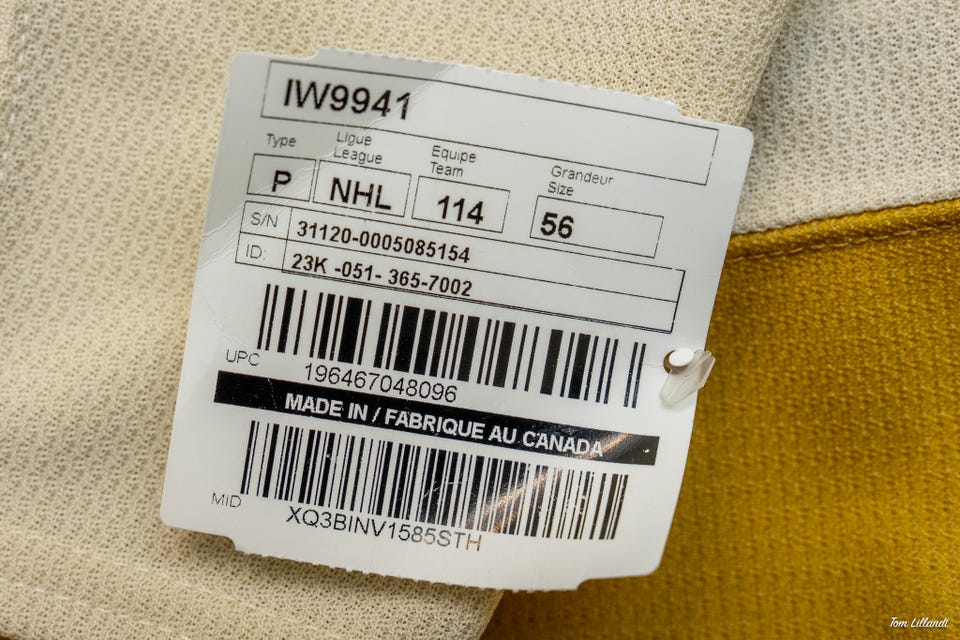 IW9941
Type Ligue League Equipe Team Grandeur Size
P NHL 114 56
S/N 31120-0005085154
ID: 23K -051- 365-7002
UPC 196467048096
MADE IN / FABRIQUE AU CANADA
MID XQ3BINV1585STH
Tom Lillandt